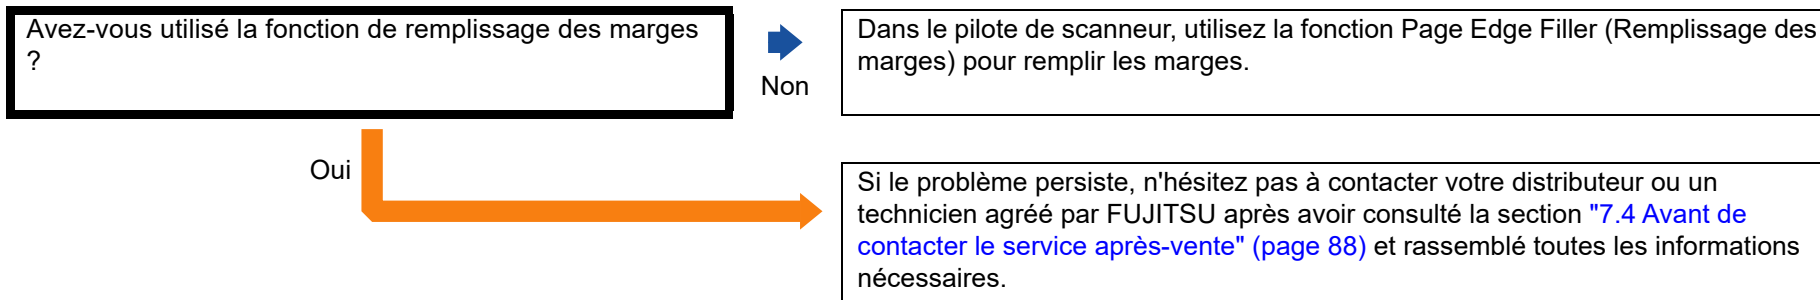 Avez-vous utilisé la fonction de remplissage des marges
?
Non
Dans le pilote de scanneur, utilisez la fonction Page Edge Filler (Remplissage des
marges) pour remplir les marges.
Oui
Si le problème persiste, n'hésitez pas à contacter votre distributeur ou un
technicien agréé par FUJITSU après avoir consulté la section "7.4 Avant de
contacter le service après-vente" (page 88) et rassemblé toutes les informations
nécessaires.